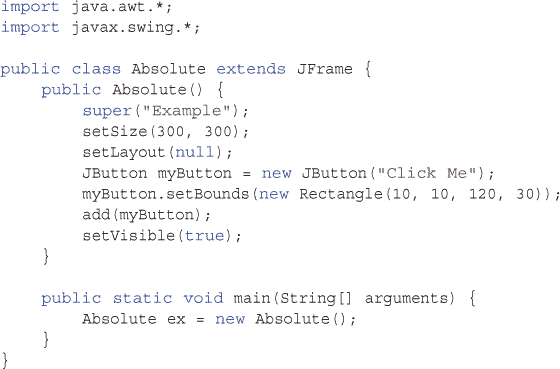 import java.awt.*;
import javax.swing.*;

public class Absolute extends JFrame {
    public Absolute() {
        super("Example");
        setSize(300, 300);
        setLayout(null);
        JButton myButton = new JButton("Click Me");
        myButton.setBounds(new Rectangle(10, 10, 120, 30));
        add(myButton);
        setVisible(true);
    }

    public static void main(String[] arguments) {
        Absolute ex = new Absolute();
    }
}